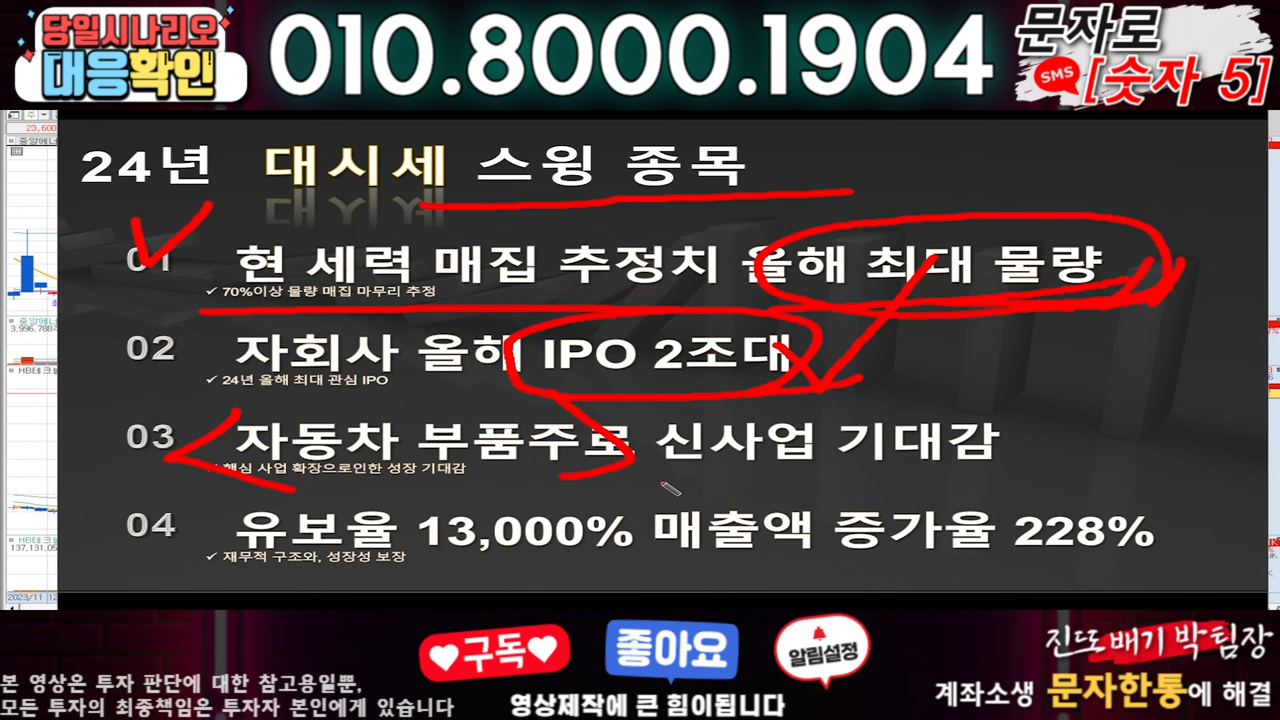 당일시나리오
대응확인
010.8000.1904
문자로
SMS
[숫자 5]
23,600
24년 대시세 스윙 종목
01 현 세력 매집 추정치 올해 최대 물량
✓ 70%이상 물량 매집 마무리 추정
3,996,788
02 자회사 올해 IPO 2조대
✓ 24년 올해 최대 관심 IPO
03 자동차 부품주로 신사업 기대감
핵심 사업 확장으로인한 성장 기대감
04 유보율 13,000% 매출액 증가율 228%
✓ 재무적 구조와, 성장성 보장
137,131,05
2023/11
구독
좋아요
알림설정
진또배기 박팀장
본 영상은 투자 판단에 대한 참고용일뿐,
모든 투자의 최종책임은 투자자 본인에게 있습니다
영상제작에 큰 힘이됩니다
계좌소생 문자한통에 해결